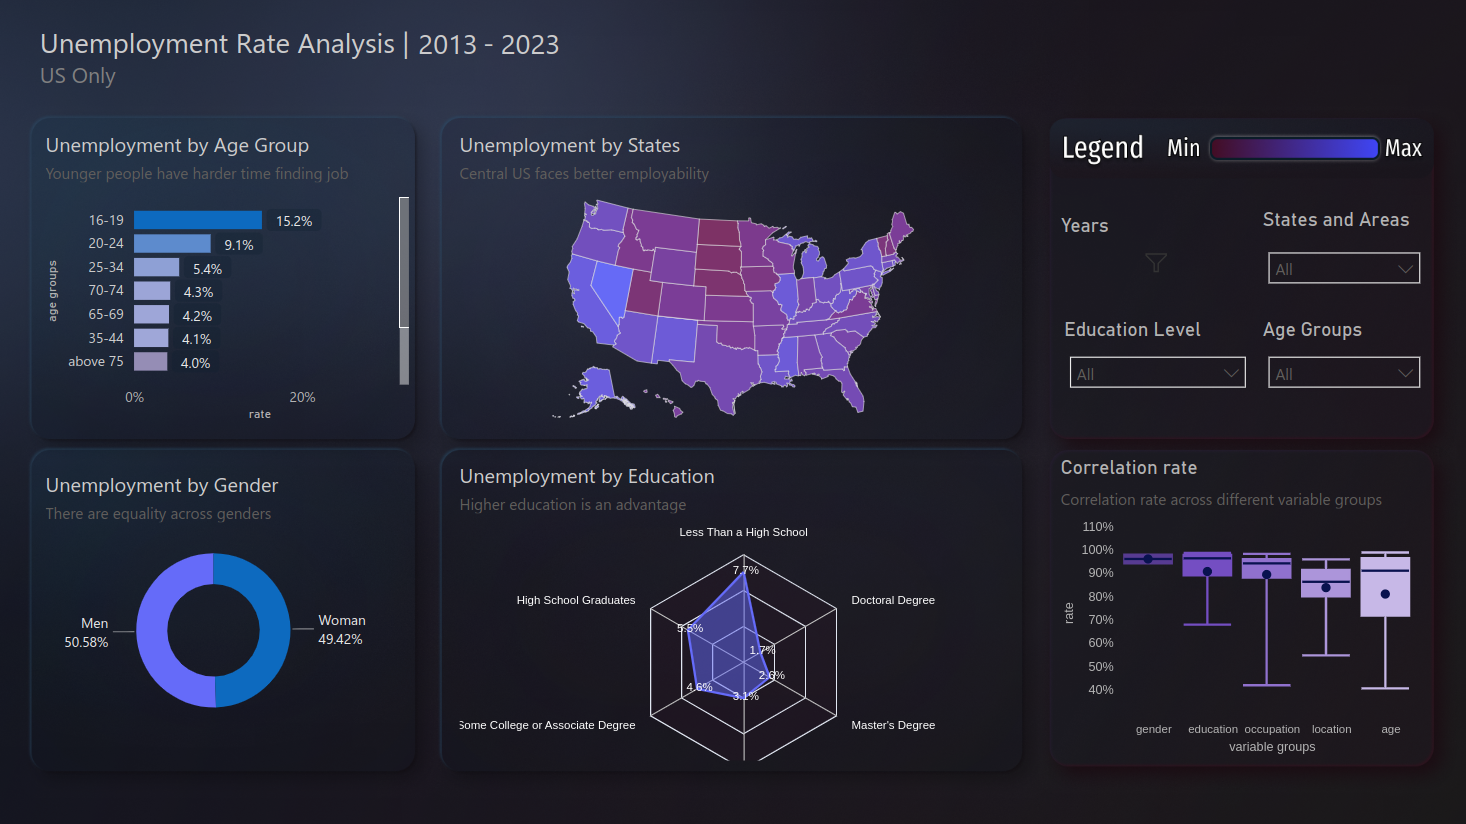 Unemployment Rate Analysis | 2013 - 2023
US Only
Unemployment by Age Group
Younger people have harder time finding job
age groups
16-19 15.2%
20-24 9.1%
25-34 5.4%
70-74 4.3%
65-69 4.2%
35-44 4.1%
above 75 4.0%
0% 20%
rate
Unemployment by States
Central US faces better employability
Legend Min Max
Years
States and Areas
All
Education Level
All
Age Groups
All
Unemployment by Gender
There are equality across genders
Men
50.58%
Woman
49.42%
Unemployment by Education
Higher education is an advantage
Less Than a High School
7.7%
High School Graduates
5.5%
Doctoral Degree
1.7%
2.6%
4.6%
3.1%
Some College or Associate Degree
Master's Degree
Correlation rate
Correlation rate across different variable groups
rate
110%
100%
90%
80%
70%
60%
50%
40%
gender education occupation location age
variable groups